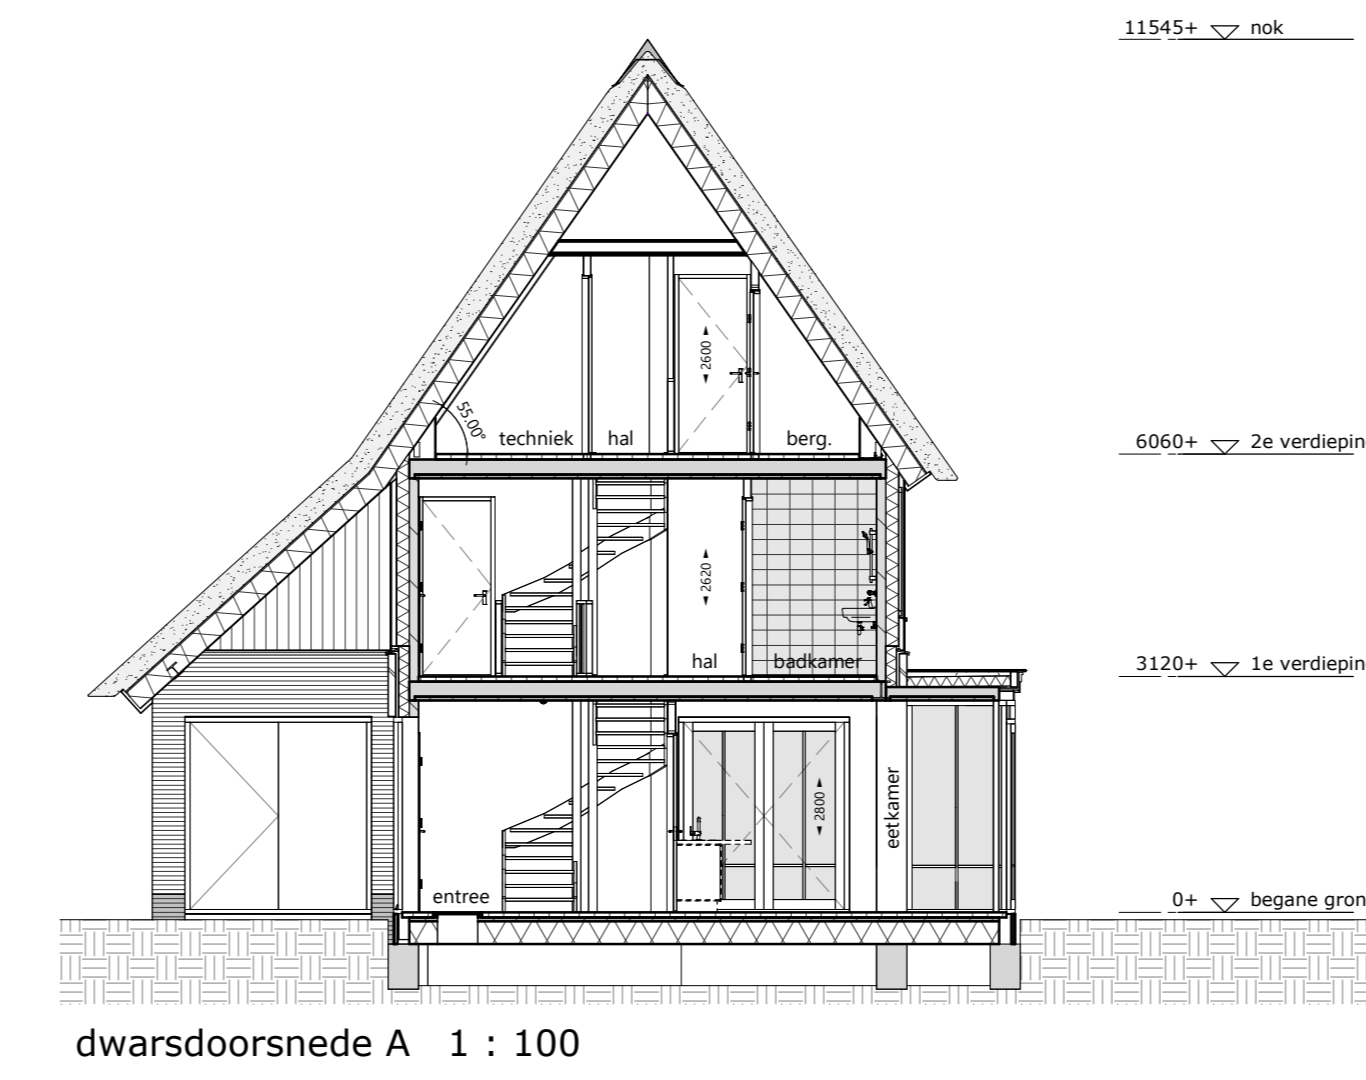 11545+ nok
55.00°
2600
techniek hal berg.
6060+ 2e verdiepin
2620
hal badkamer
3120+ 1e verdiepin
2800
eetkamer
entree
0+ begane gron
dwarsdoorsnede A 1 : 100